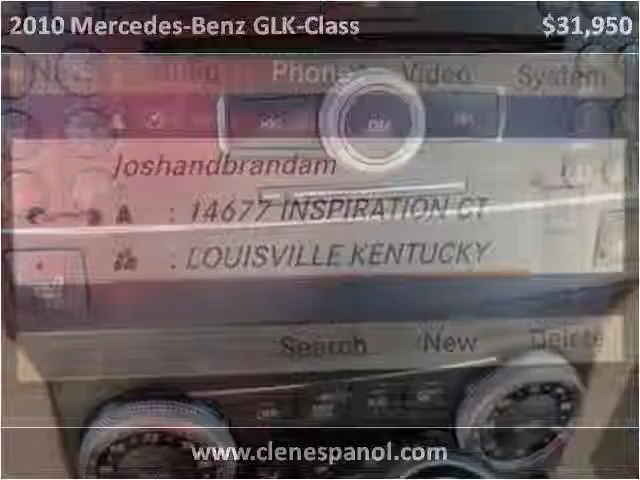 2010 Mercedes-Benz GLK-Class $31,950
Phone Video System
Joshandbrandam
: 14677 INSPIRATION CT
: LOUISVILLE KENTUCKY
Search New Delete
www.clenespanol.com